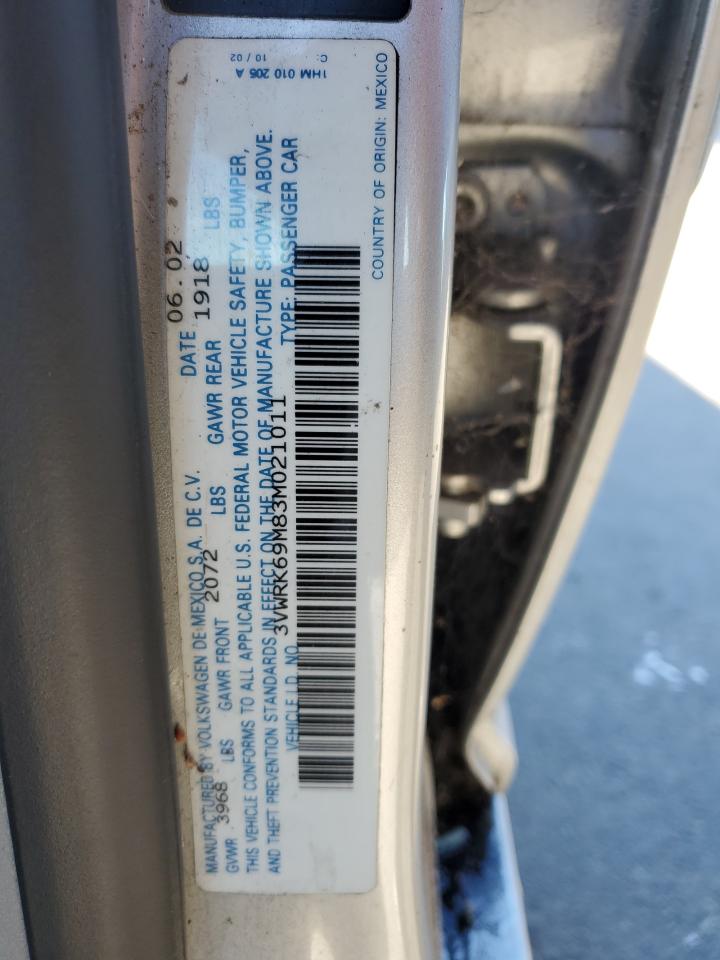 MANUFACTURED BY VOLKSWAGEN DE MEXICO S.A. DE C.V. DATE 06.02
GVWR 3968 LBS GAWR FRONT 2072 LBS GAWR REAR 1918 LBS
THIS VEHICLE CONFORMS TO ALL APPLICABLE U.S. FEDERAL MOTOR VEHICLE SAFETY, BUMPER,
AND THEFT PREVENTION STANDARDS IN EFFECT ON THE DATE OF MANUFACTURE SHOWN ABOVE.
VEHICLE I.D. NO. 3VWRK69M83M021011 TYPE: PASSENGER CAR
COUNTRY OF ORIGIN: MEXICO
1HM 010 205 A
C: 10/02